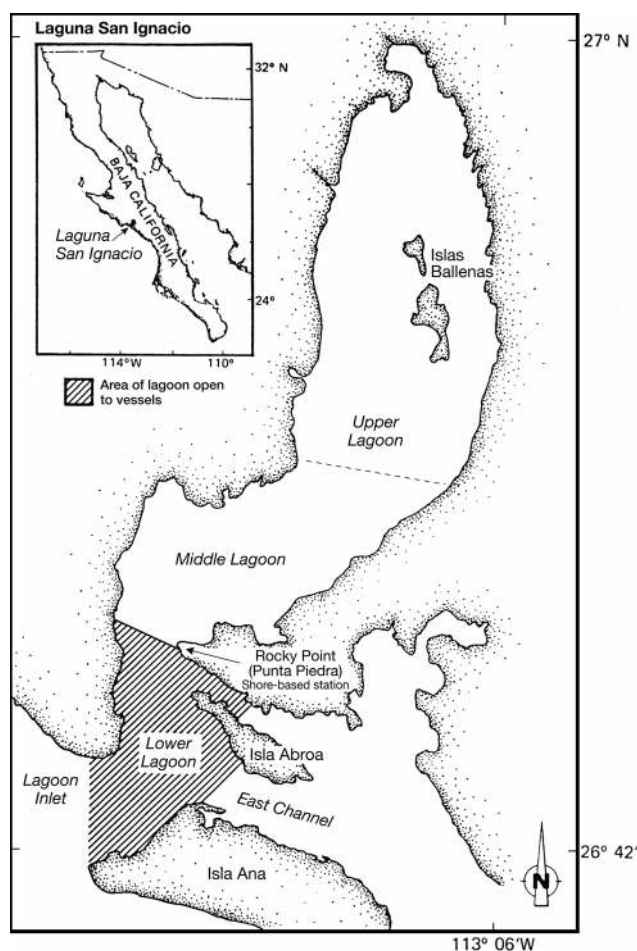 Laguna San Ignacio
32° N
BAJA CALIFORNIA
Laguna
San Ignacio
24°
114°W
110°
Area of lagoon open
to vessels
27° N
Islas
Ballenas
Upper
Lagoon
Middle Lagoon
Rocky Point
(Punta Piedra)
Shore-based station
Lower
Lagoon
Isla Abroa
Lagoon
Inlet
East Channel
Isla Ana
26° 42'
N
113° 06'W